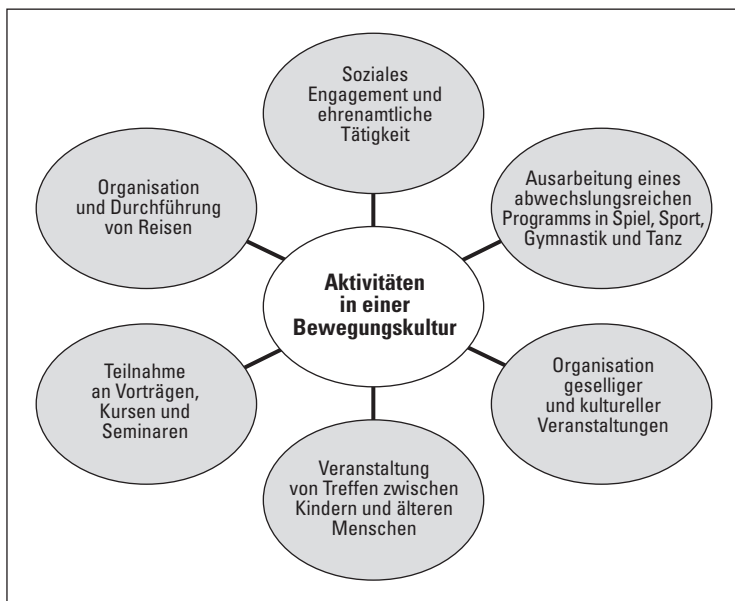 Soziales
Engagement und
ehrenamtliche
Tätigkeit
Organisation
und Durchführung
von Reisen
Ausarbeitung eines
abwechslungsreichen
Programms in Spiel, Sport,
Gymnastik und Tanz
Aktivitäten
in einer
Bewegungskultur
Teilnahme
an Vorträgen,
Kursen und
Seminaren
Organisation
geselliger
und kultureller
Veranstaltungen
Veranstaltung
von Treffen zwischen
Kindern und älteren
Menschen